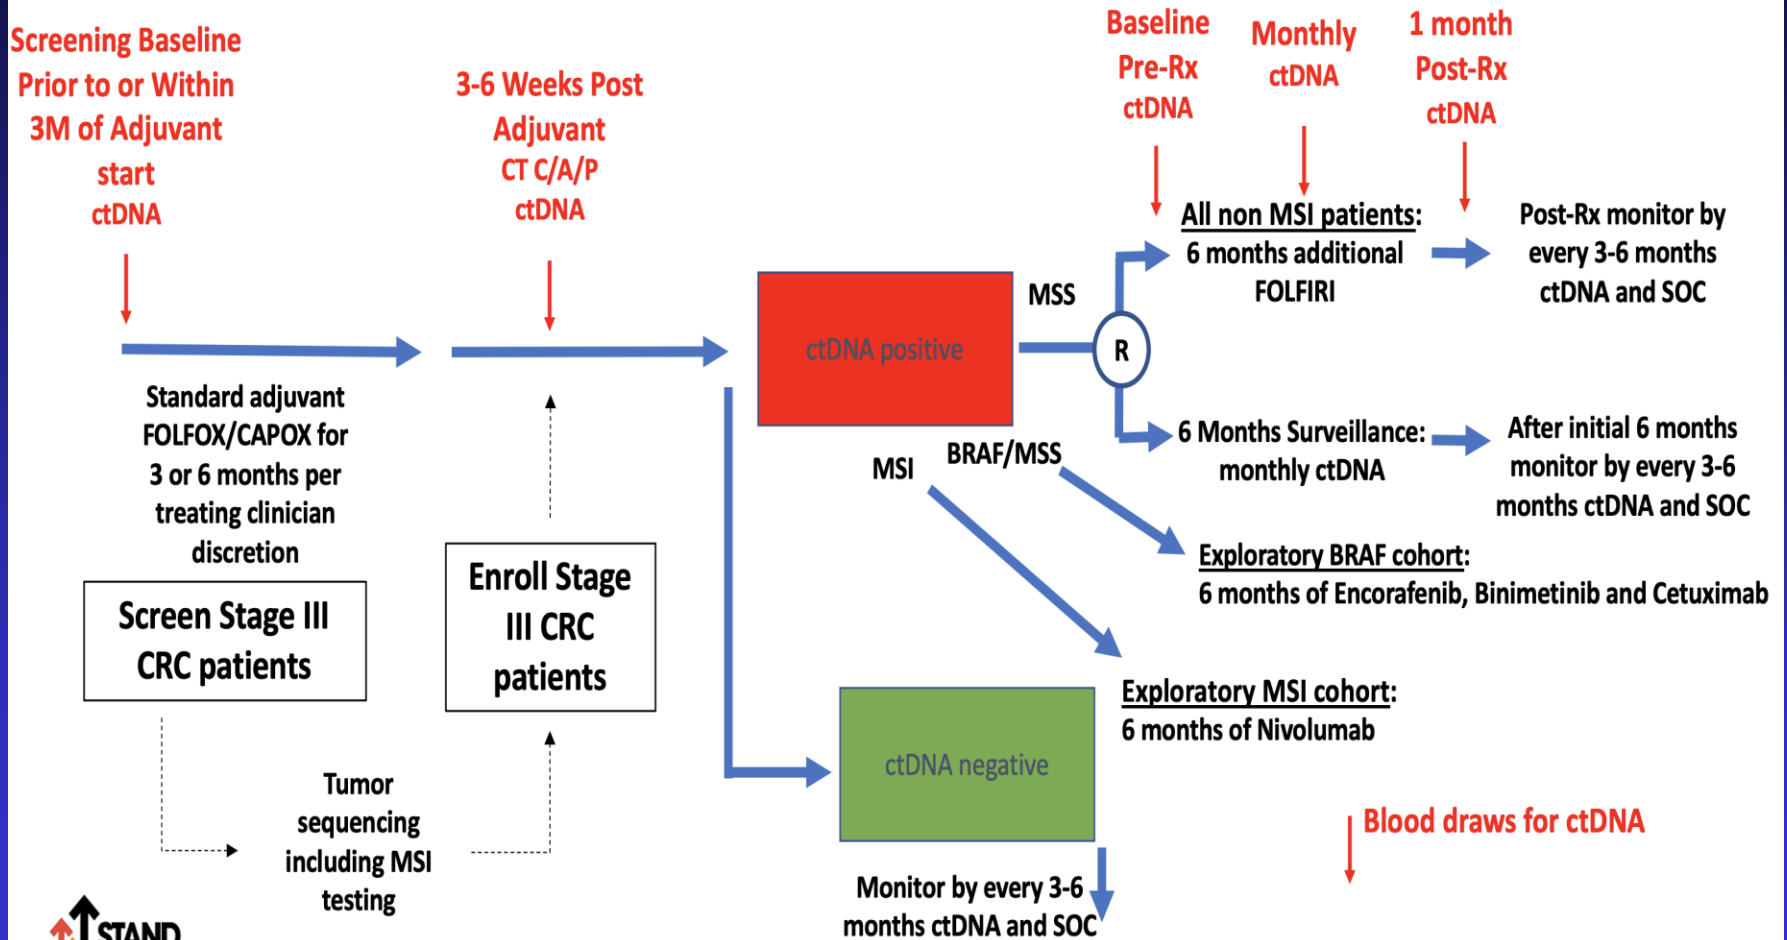 Screening Baseline
Prior to or Within
3M of Adjuvant
start
ctDNA
3-6 Weeks Post
Adjuvant
CT C/A/P
ctDNA
Baseline
Pre-Rx
ctDNA
Monthly
ctDNA
1 month
Post-Rx
ctDNA
Standard adjuvant
FOLFOX/CAPOX for
3 or 6 months per
treating clinician
discretion
Screen Stage III
CRC patients
Tumor
sequencing
including MSI
testing
Enroll Stage
III CRC
patients
ctDNA positive
MSS
R
All non MSI patients:
6 months additional
FOLFIRI
Post-Rx monitor by
every 3-6 months
ctDNA and SOC
6 Months Surveillance:
monthly ctDNA
After initial 6 months
monitor by every 3-6
months ctDNA and SOC
BRAF/MSS
MSI
Exploratory BRAF cohort:
6 months of Encorafenib, Binimetinib and Cetuximab
Exploratory MSI cohort:
6 months of Nivolumab
ctDNA negative
Monitor by every 3-6
months ctDNA and SOC
Blood draws for ctDNA
STAND